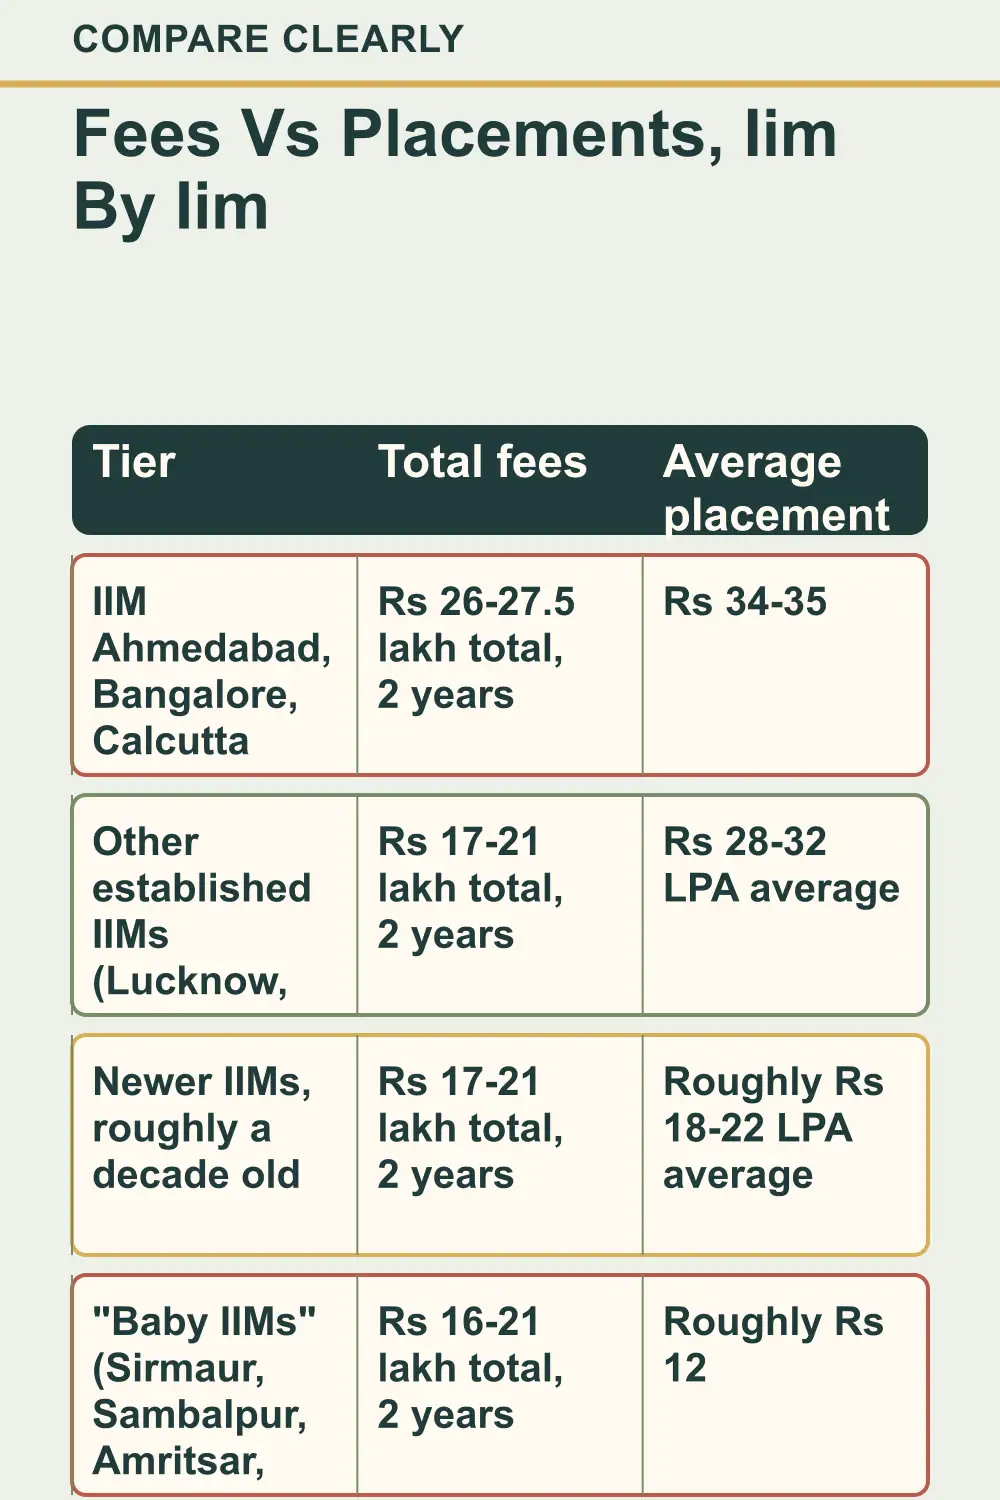 COMPARE CLEARLY
Fees Vs Placements, Iim
By Iim
Tier
Total fees
Average
placement
IIM
Ahmedabad,
Bangalore,
Calcutta
Rs 26-27.5
lakh total,
2 years
Rs 34-35
Other
established
IIMs
(Lucknow,
Rs 17-21
lakh total,
2 years
Rs 28-32
LPA average
Newer IIMs,
roughly a
decade old
Rs 17-21
lakh total,
2 years
Roughly Rs
18-22 LPA
average
"Baby IIMs"
(Sirmaur,
Sambalpur,
Amritsar,
Rs 16-21
lakh total,
2 years
Roughly Rs
12